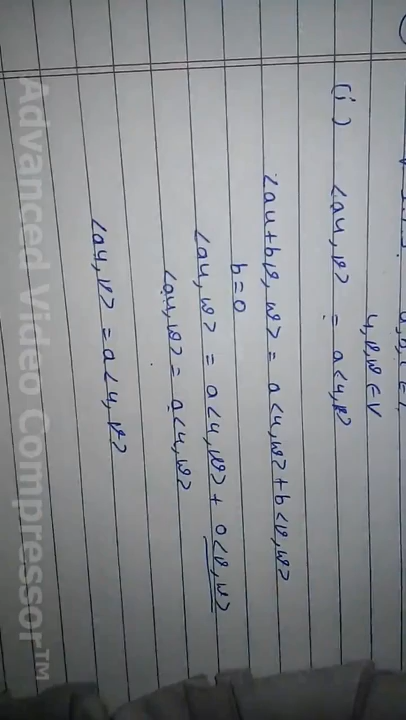 u, v, w ∈ V
(i) <au, v> = a<u, v>
<au+bv, w> = a<u,w> + b<v,w>
b=0
<au, w> = a<u, w> + 0<v, w>
<au, w> = a<u, w>
<au, v> = a<u, v>
Advanced Video Compressor™